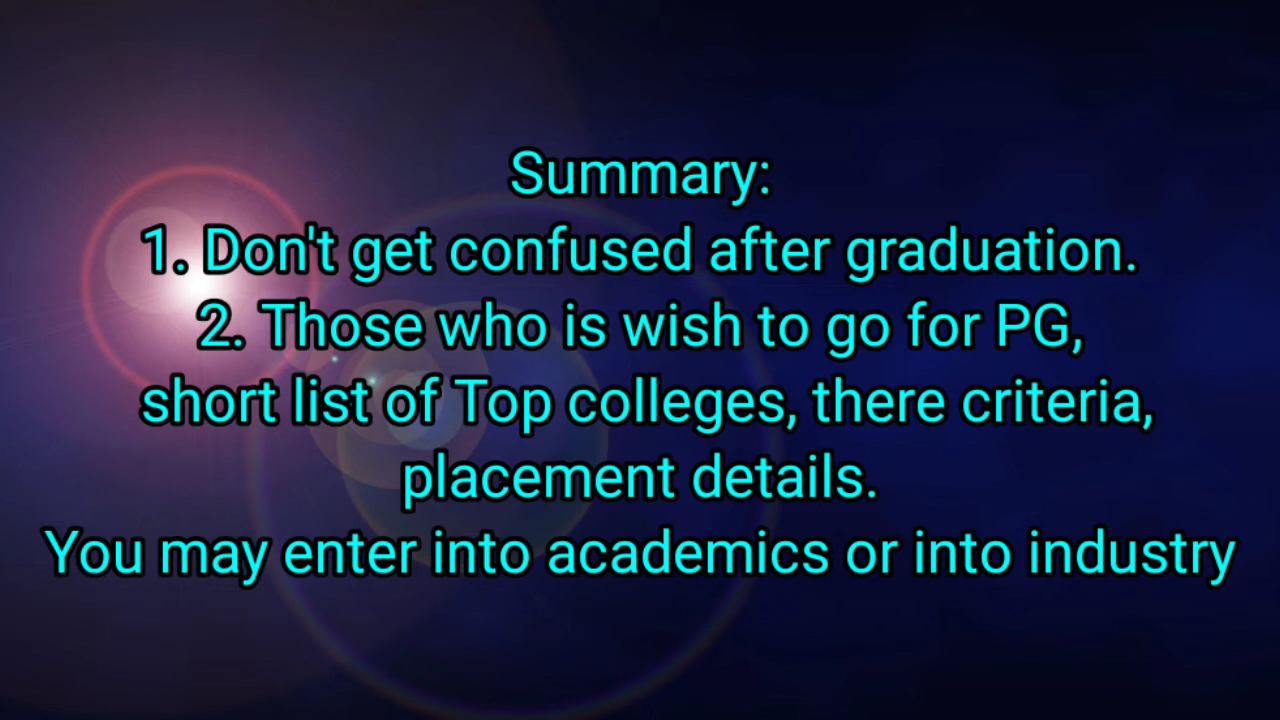 Summary:
1. Don't get confused after graduation.
2. Those who is wish to go for PG,
short list of Top colleges, there criteria,
placement details.
You may enter into academics or into industry